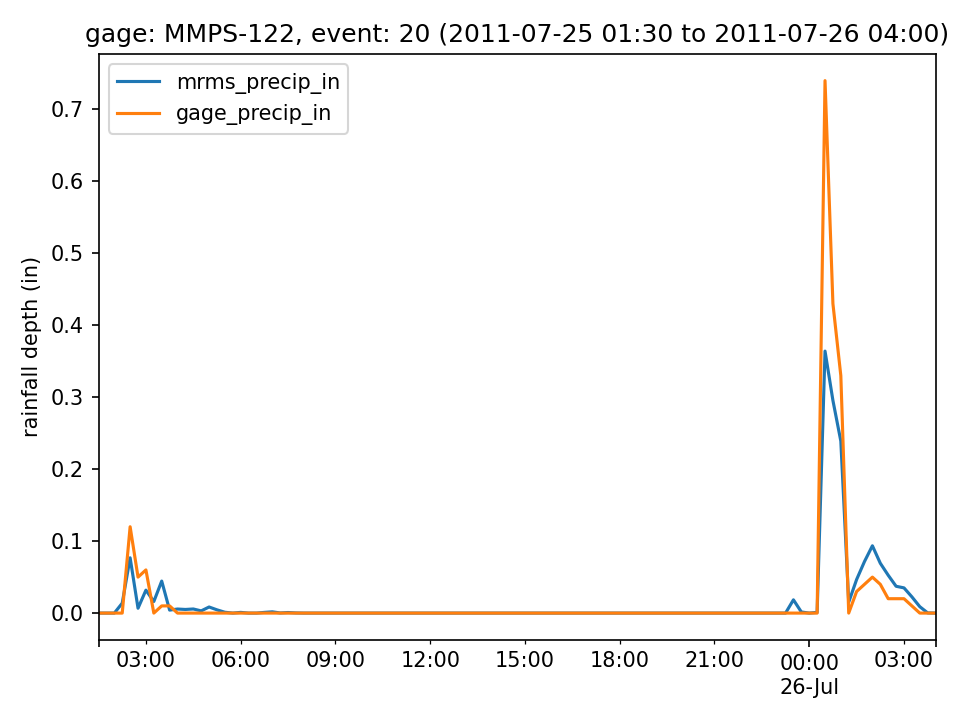 gage: MMPS-122, event: 20 (2011-07-25 01:30 to 2011-07-26 04:00)
mrms_precip_in
gage_precip_in
rainfall depth (in)
0.7
0.6
0.5
0.4
0.3
0.2
0.1
0.0
03:00 06:00 09:00 12:00 15:00 18:00 21:00 00:00 03:00
26-Jul